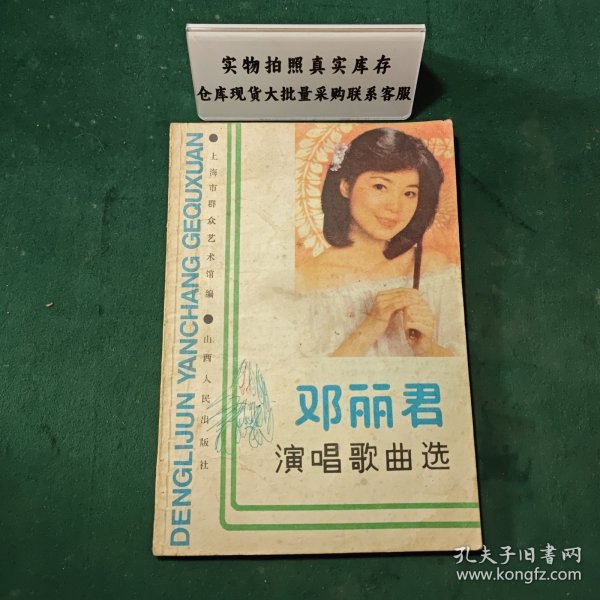 实物拍照真实库存
仓库现货大批量采购联系客服
DENGLIJUN YANCHANG GEQUXUAN
●上海市群众艺术馆编●山西人民出版社
邓丽君
演唱歌曲选
孔夫子旧书网
www.kongfz.com